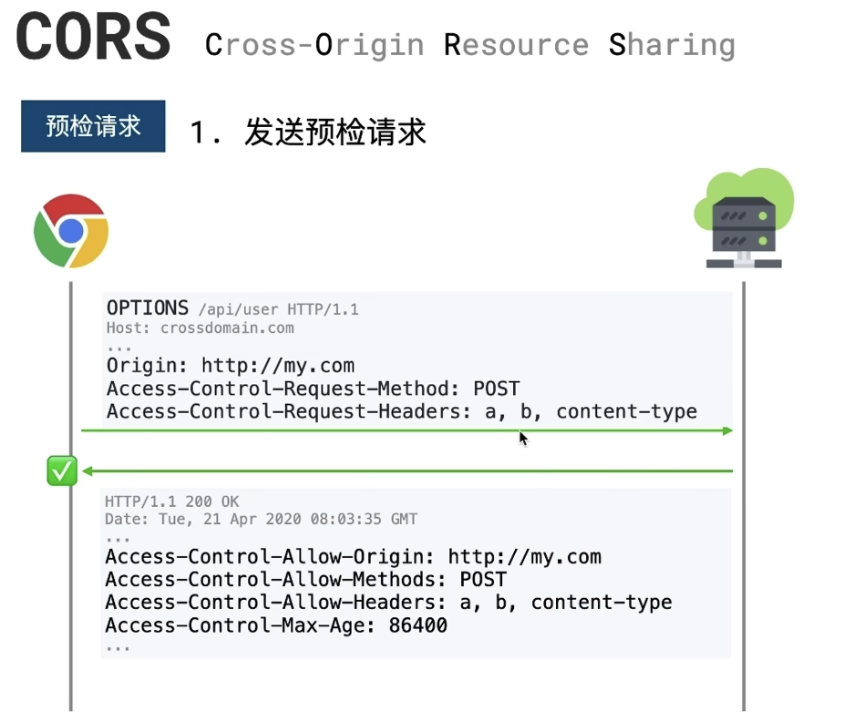 CORS Cross-Origin Resource Sharing
预检请求 1. 发送预检请求
OPTIONS /api/user HTTP/1.1
Host: crossdomain.com
...
Origin: http://my.com
Access-Control-Request-Method: POST
Access-Control-Request-Headers: a, b, content-type
HTTP/1.1 200 OK
Date: Tue, 21 Apr 2020 08:03:35 GMT
...
Access-Control-Allow-Origin: http://my.com
Access-Control-Allow-Methods: POST
Access-Control-Allow-Headers: a, b, content-type
Access-Control-Max-Age: 86400
...